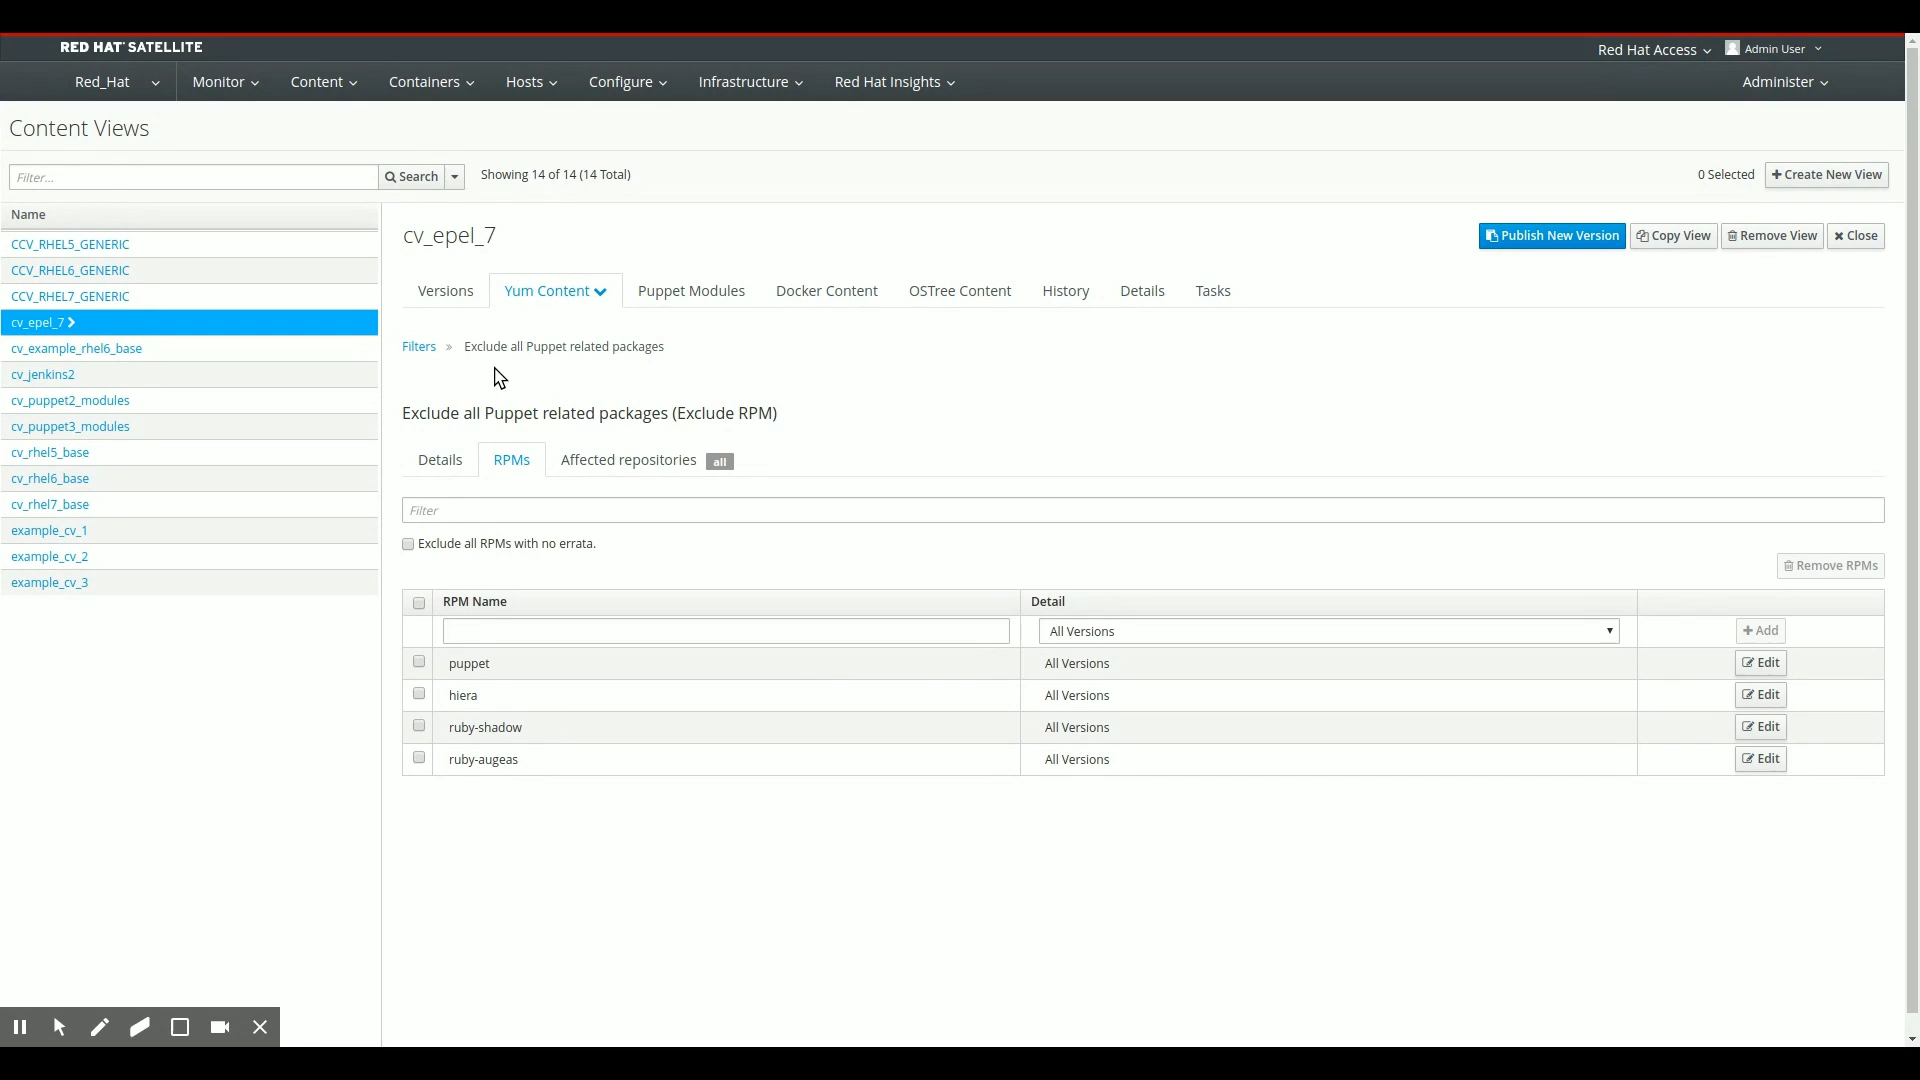 RED HAT SATELLITE
Red Hat Access Admin User
Red_Hat Monitor Content Containers Hosts Configure Infrastructure Red Hat Insights Administer
Content Views
Filter... Search Showing 14 of 14 (14 Total) 0 Selected Create New View
Name
CCV_RHEL5_GENERIC
CCV_RHEL6_GENERIC
CCV_RHEL7_GENERIC
cv_epel_7
cv_example_rhel6_base
cv_jenkins2
cv_puppet2_modules
cv_puppet3_modules
cv_rhel5_base
cv_rhel6_base
cv_rhel7_base
example_cv_1
example_cv_2
example_cv_3
cv_epel_7 Publish New Version Copy View Remove View Close
Versions Yum Content Puppet Modules Docker Content OSTree Content History Details Tasks
Filters » Exclude all Puppet related packages
Exclude all Puppet related packages (Exclude RPM)
Details RPMs Affected repositories all
Filter
Exclude all RPMs with no errata.
Remove RPMs
RPM Name Detail
All Versions + Add
puppet All Versions Edit
hiera All Versions Edit
ruby-shadow All Versions Edit
ruby-augeas All Versions Edit